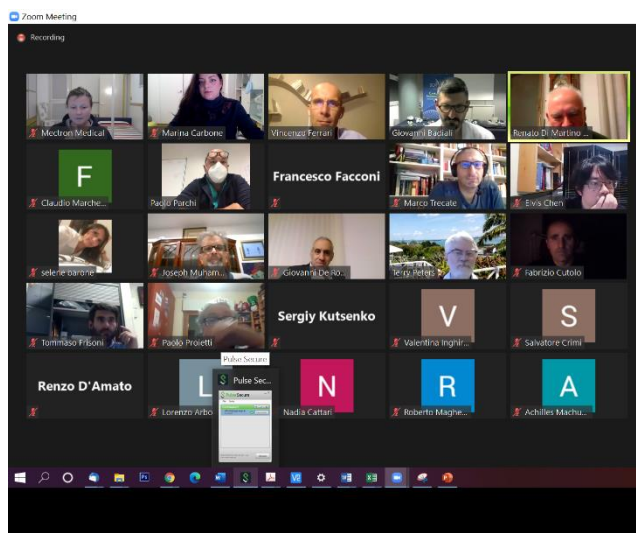 Zoom Meeting
Recording
Mectron Medical
Marina Carbone
Vincenzo Ferrari
Giovanni Badiali
Renato Di Martino ...
F
Claudio Marche...
Paolo Parchi
Francesco Facconi
Marco Trecate
Elvis Chen
selene barone
Joseph Muham...
Giovanni De Ro...
Terry Peters
Fabrizio Cutolo
Tommaso Frisoni
Paolo Proietti
Sergiy Kutsenko
V
Valentina Inghir...
S
Salvatore Crimi
Pulse Secure
Renzo D'Amato
L
Lorenzo Arbo
Pulse Sec...
N
Nadia Cattari
R
Roberto Maghe...
A
Achilles Machu...